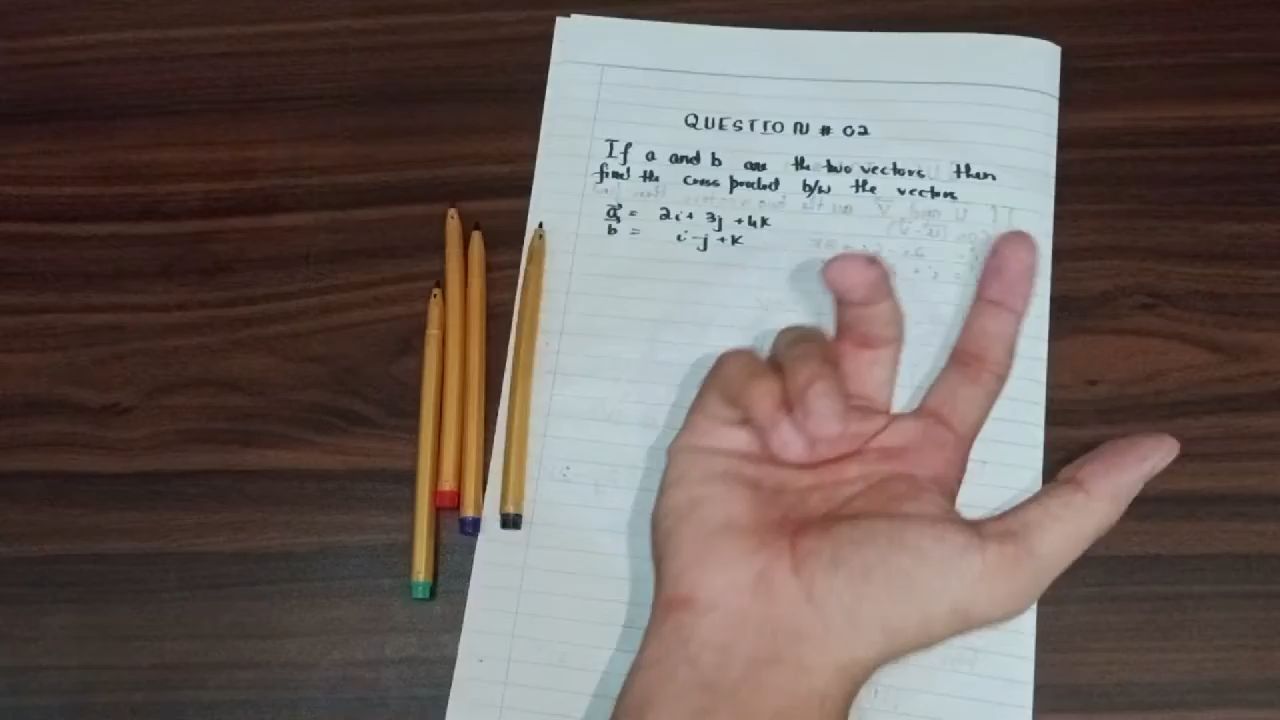 QUESTION # 02
If a and b are the two vectors then
find the cross product b/w the vectors
a⃗ = 2i + 3j + 4k
b⃗ = i - j + k